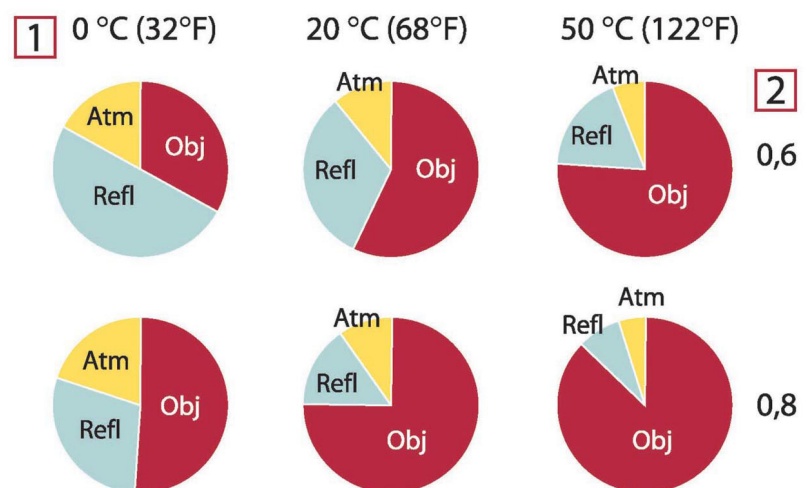 1 0 °C (32°F) 20 °C (68°F) 50 °C (122°F)
Atm Obj Refl
Atm Refl Obj
Atm Refl Obj
2
0,6
Atm Obj Refl
Atm Refl Obj
Atm Refl Obj
0,8